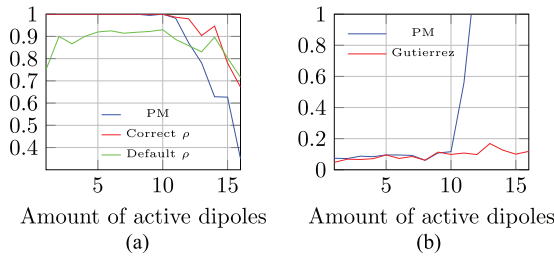 1
0.9
0.8
0.7
0.6
0.5
0.4
PM
Correct ρ
Default ρ
5 10 15
Amount of active dipoles
(a)
1
0.8
0.6
0.4
0.2
0
PM
Gutierrez
5 10 15
Amount of active dipoles
(b)